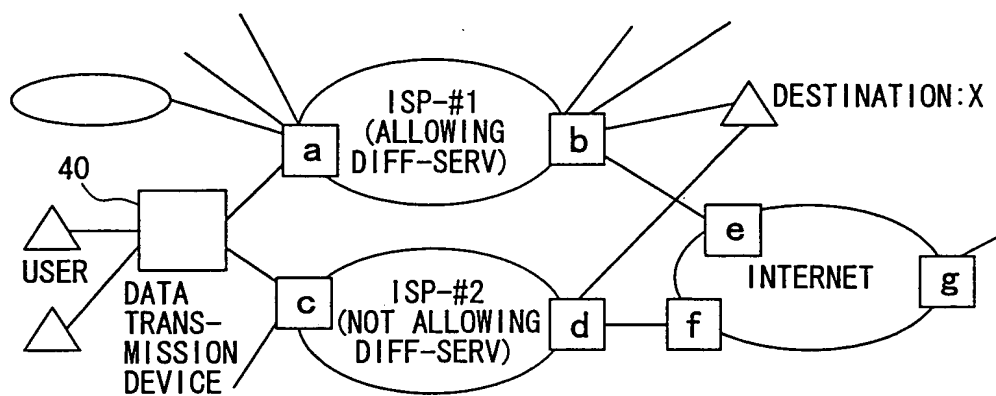 ISP-#1
(ALLOWING
DIFF-SERV)
a
b
DESTINATION:X
40
USER
DATA
TRANS-
MISSION
DEVICE
c
ISP-#2
(NOT ALLOWING
DIFF-SERV)
d
e
f
INTERNET
g